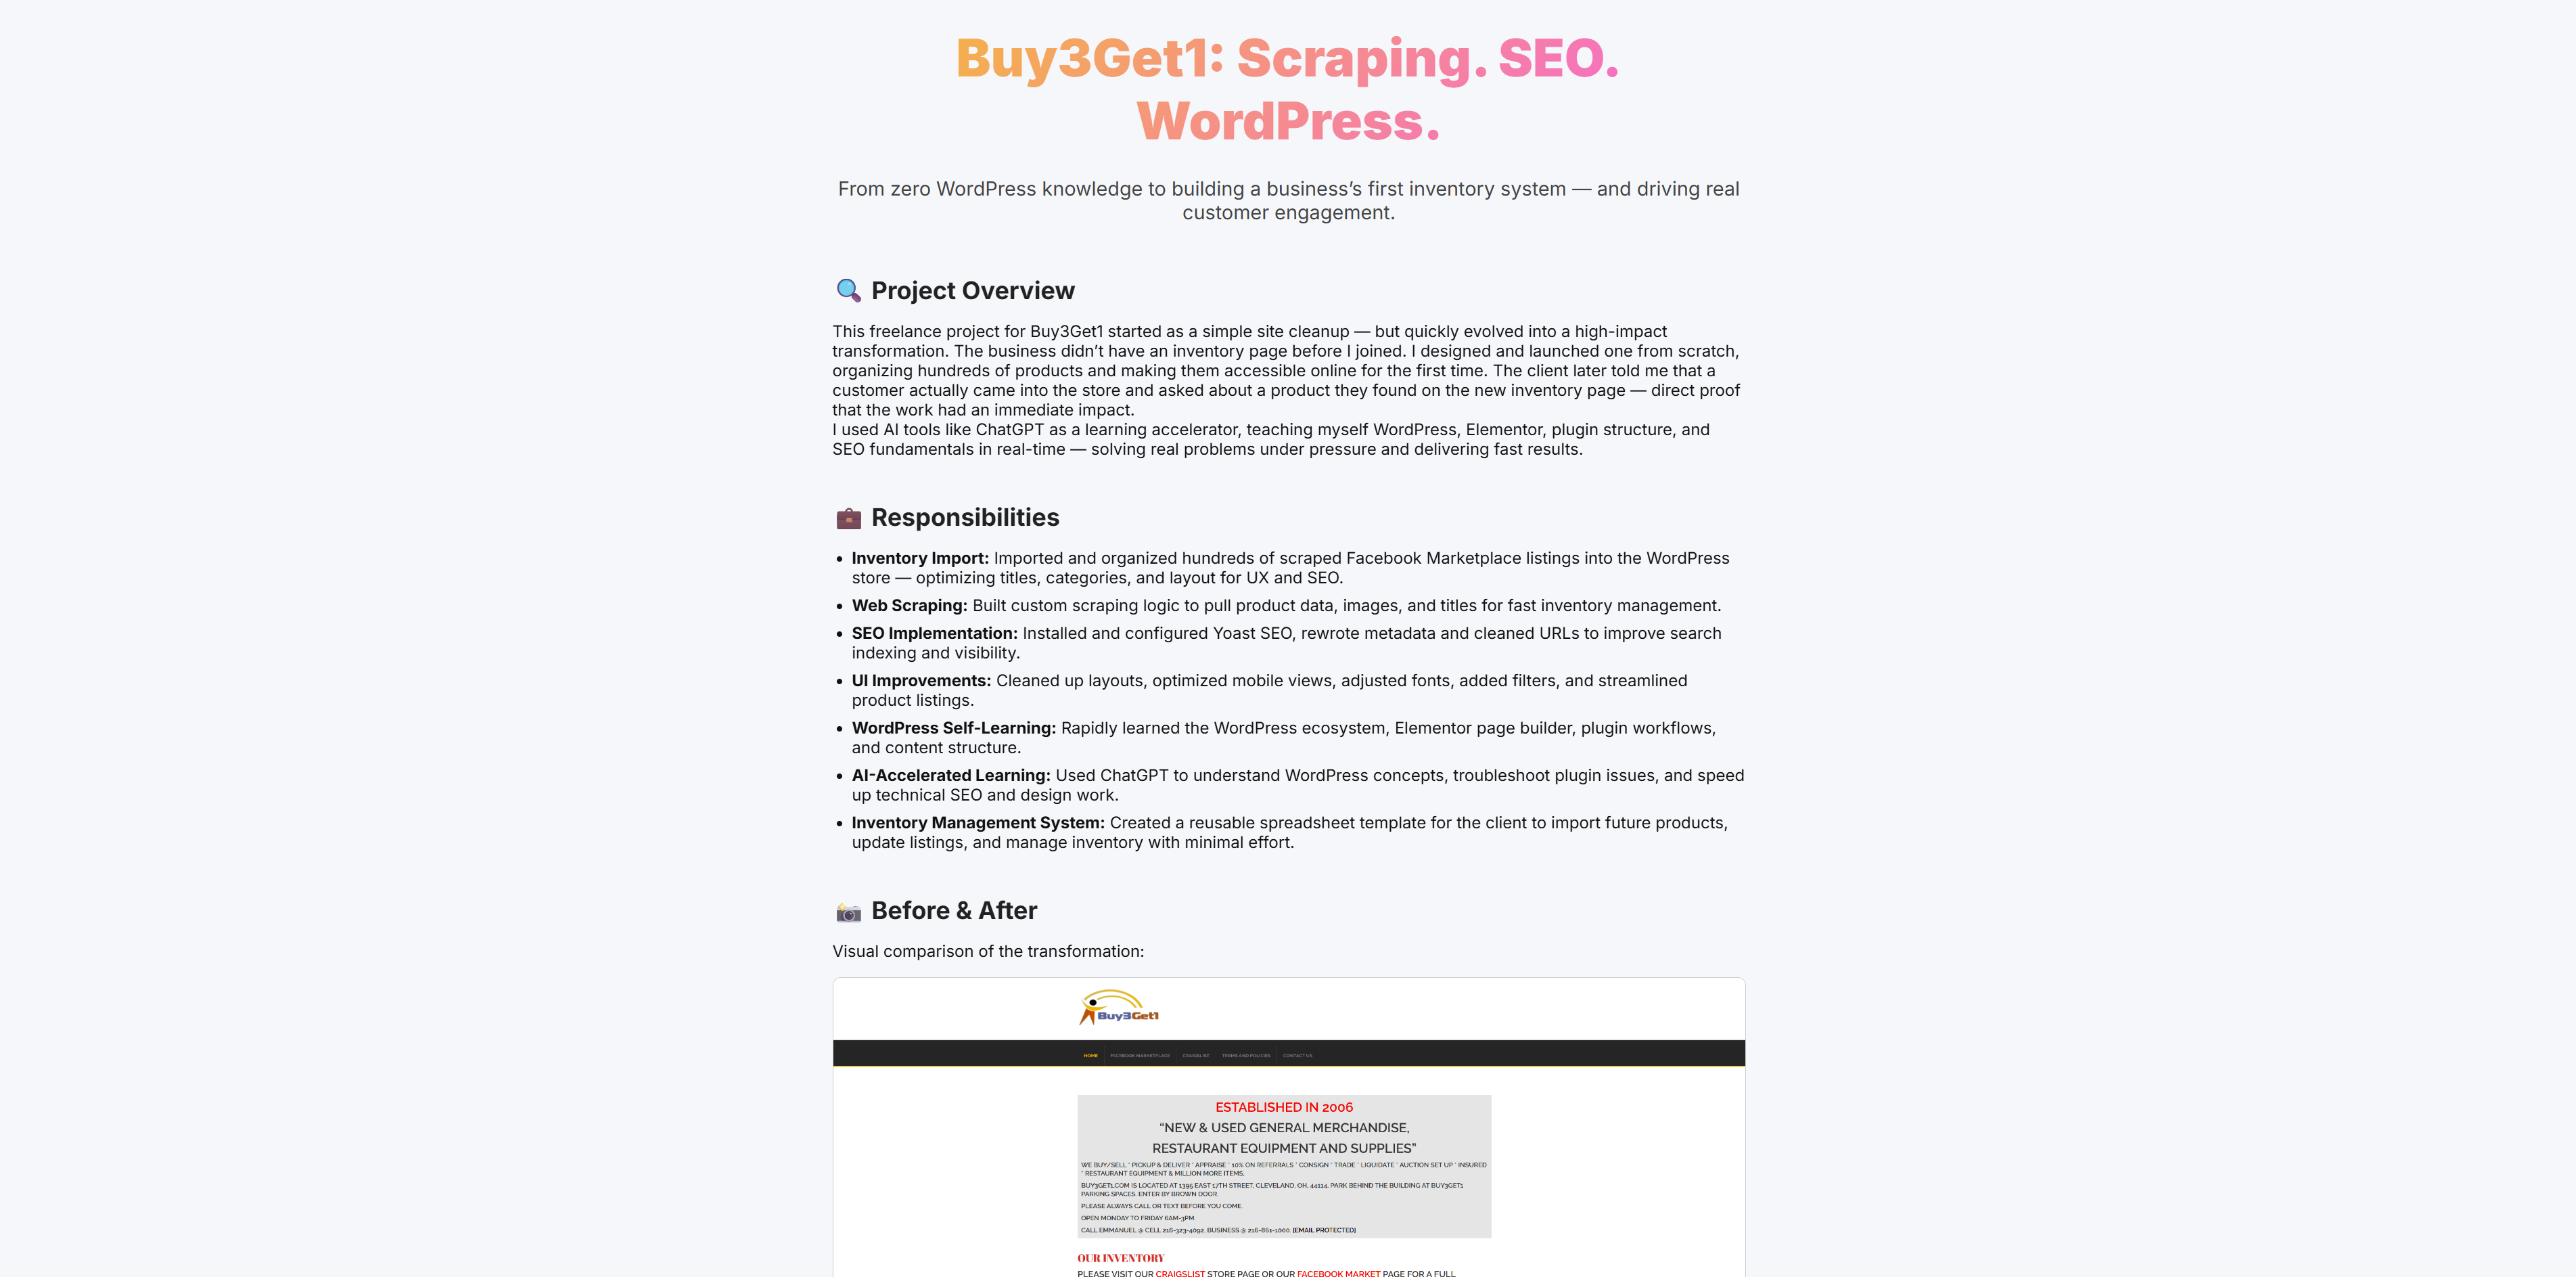 Buy3Get1: Scraping. SEO.
WordPress.
From zero WordPress knowledge to building a business’s first inventory system — and driving real
customer engagement.
Project Overview
This freelance project for Buy3Get1 started as a simple site cleanup — but quickly evolved into a high-impact
transformation. The business didn’t have an inventory page before I joined. I designed and launched one from scratch,
organizing hundreds of products and making them accessible online for the first time. The client later told me that a
customer actually came into the store and asked about a product they found on the new inventory page — direct proof
that the work had an immediate impact.
I used AI tools like ChatGPT as a learning accelerator, teaching myself WordPress, Elementor, plugin structure, and
SEO fundamentals in real-time — solving real problems under pressure and delivering fast results.
Responsibilities
• Inventory Import: Imported and organized hundreds of scraped Facebook Marketplace listings into the WordPress
store — optimizing titles, categories, and layout for UX and SEO.
• Web Scraping: Built custom scraping logic to pull product data, images, and titles for fast inventory management.
• SEO Implementation: Installed and configured Yoast SEO, rewrote metadata and cleaned URLs to improve search
indexing and visibility.
• UI Improvements: Cleaned up layouts, optimized mobile views, adjusted fonts, added filters, and streamlined
product listings.
• WordPress Self-Learning: Rapidly learned the WordPress ecosystem, Elementor page builder, plugin workflows,
and content structure.
• AI-Accelerated Learning: Used ChatGPT to understand WordPress concepts, troubleshoot plugin issues, and speed
up technical SEO and design work.
• Inventory Management System: Created a reusable spreadsheet template for the client to import future products,
update listings, and manage inventory with minimal effort.
Before & After
Visual comparison of the transformation:
Buy3Get1
HOME FACEBOOK MARKETPLACE CRAIGSLIST TERMS AND POLICIES CONTACT US
ESTABLISHED IN 2006
“NEW & USED GENERAL MERCHANDISE,
RESTAURANT EQUIPMENT AND SUPPLIES”
WE BUY/SELL * PICKUP & DELIVER * APPRAISE * 10% ON REFERRALS * CONSIGN * TRADE * LIQUIDATE * AUCTION SET UP * INSURED
* RESTAURANT EQUIPMENT & MILLION MORE ITEMS.
BUY3GET1.COM IS LOCATED AT 1395 EAST 17TH STREET, CLEVELAND, OH, 44114. PARK BEHIND THE BUILDING AT BUY3GET1
PARKING SPACES. ENTER BY BROWN DOOR.
PLEASE ALWAYS CALL OR TEXT BEFORE YOU COME.
OPEN MONDAY TO FRIDAY 6AM-3PM.
CALL EMMANUEL @ CELL 216-323-4092, BUSINESS @ 216-861-1000. [EMAIL PROTECTED]
OUR INVENTORY
PLEASE VISIT OUR CRAIGSLIST STORE PAGE OR OUR FACEBOOK MARKET PAGE FOR A FULL